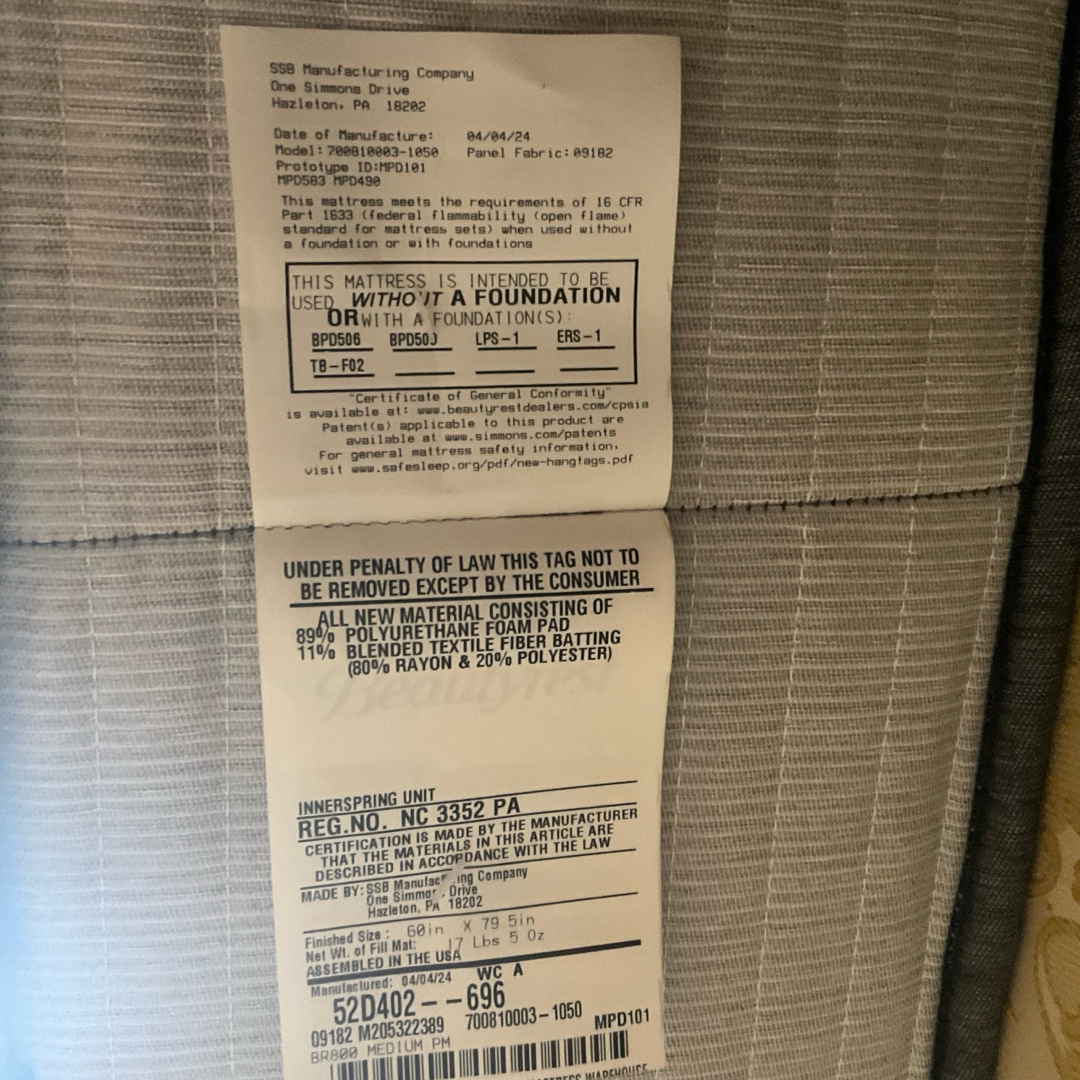 SSB Manufacturing Company
One Simmons Drive
Hazleton, PA 18202
Date of Manufacture: 04/04/24
Model: 700810003-1050 Panel Fabric: 09182
Prototype ID:MPD101
MPD583 MPD490
This mattress meets the requirements of 16 CFR
Part 1633 (federal flammability (open flame)
standard for mattress sets) when used without
a foundation or with foundations
THIS MATTRESS IS INTENDED TO BE
USED WITHOUT A FOUNDATION
OR WITH A FOUNDATION(S):
BPD506 LPS-1 ERS-1
TB-F02
"Certificate of General Conformity"
is available at: www.beautyrestdealers.com/cpsia
Patent(s) applicable to this product are
available at www.simmons.com/patents
For general mattress safety information,
visit www.safesleep.org/pdf/new-hangtags.pdf
UNDER PENALTY OF LAW THIS TAG NOT TO
BE REMOVED EXCEPT BY THE CONSUMER
ALL NEW MATERIAL CONSISTING OF
89% POLYURETHANE FOAM PAD
11% BLENDED TEXTILE FIBER BATTING
(80% RAYON & 20% POLYESTER)
Beautyrest
INNERSPRING UNIT
REG.NO. NC 3352 PA
CERTIFICATION IS MADE BY THE MANUFACTURER
THAT THE MATERIALS IN THIS ARTICLE ARE
DESCRIBED IN ACCORDANCE WITH THE LAW
MADE BY: SSB Manufacturing Company
One Simmons Drive
Hazleton, PA 18202
Finished Size: 60in X 79.5in
Net Wt. of Fill Mat: 17 Lbs 5 Oz
ASSEMBLED IN THE USA
Manufactured: 04/04/24 WC A
52D402--696
09182 M205322389 700810003-1050 MPD101
BR800 MEDIUM PM
WAREHOUSE